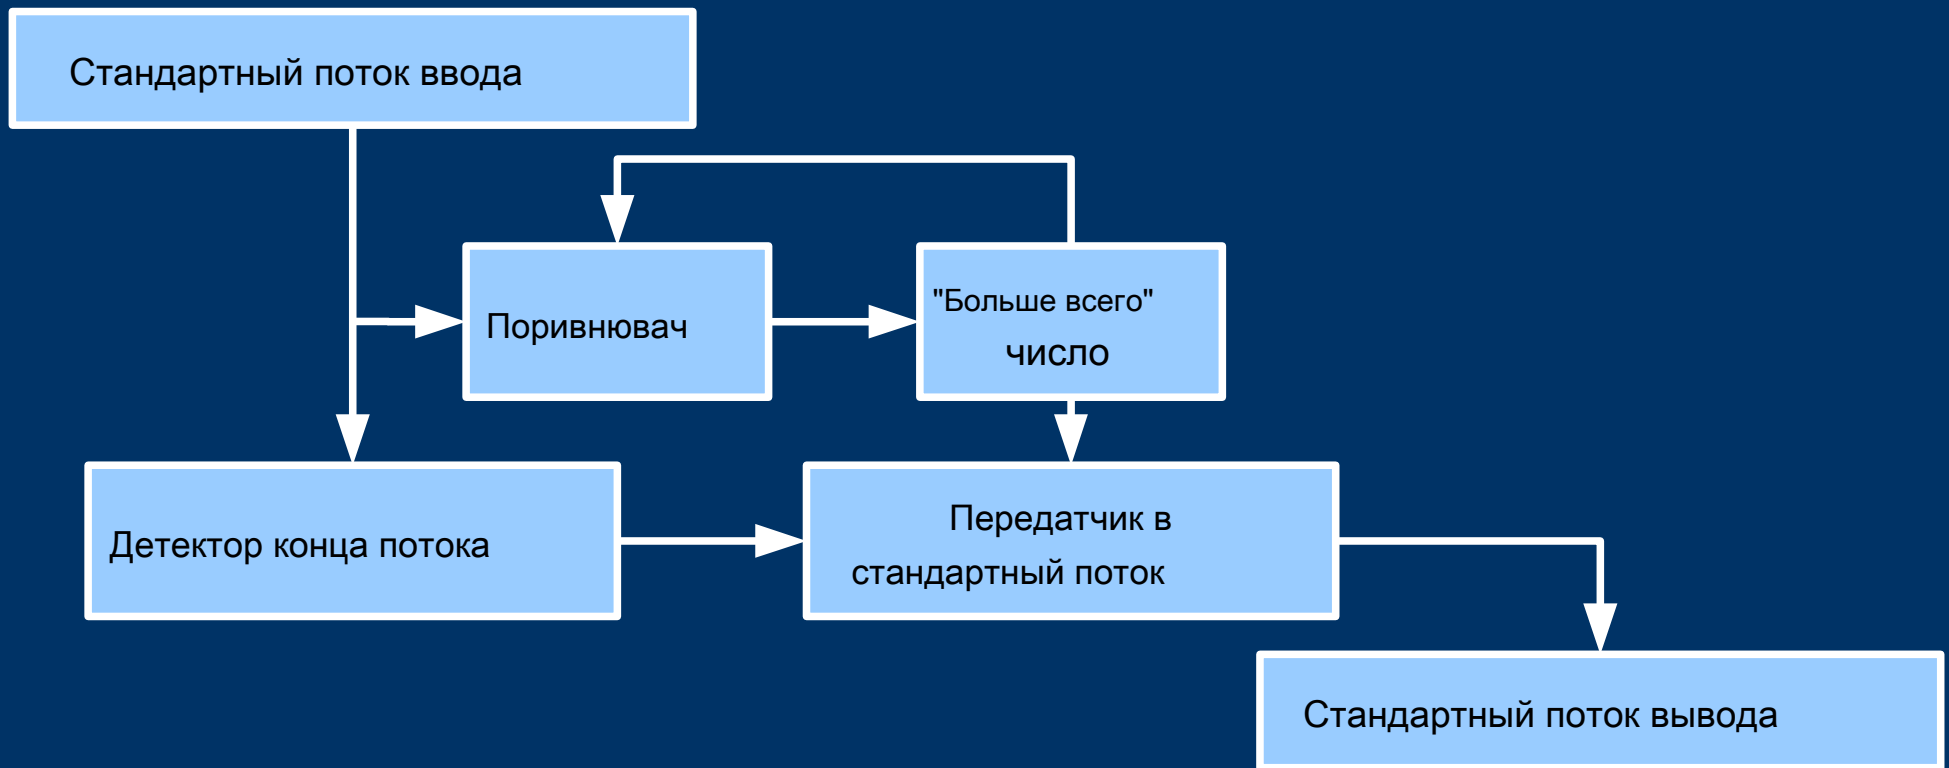 Стандартный поток ввода
Поривнювач
"Больше всего"
число
Детектор конца потока
Передатчик в
стандартный поток
Стандартный поток вывода